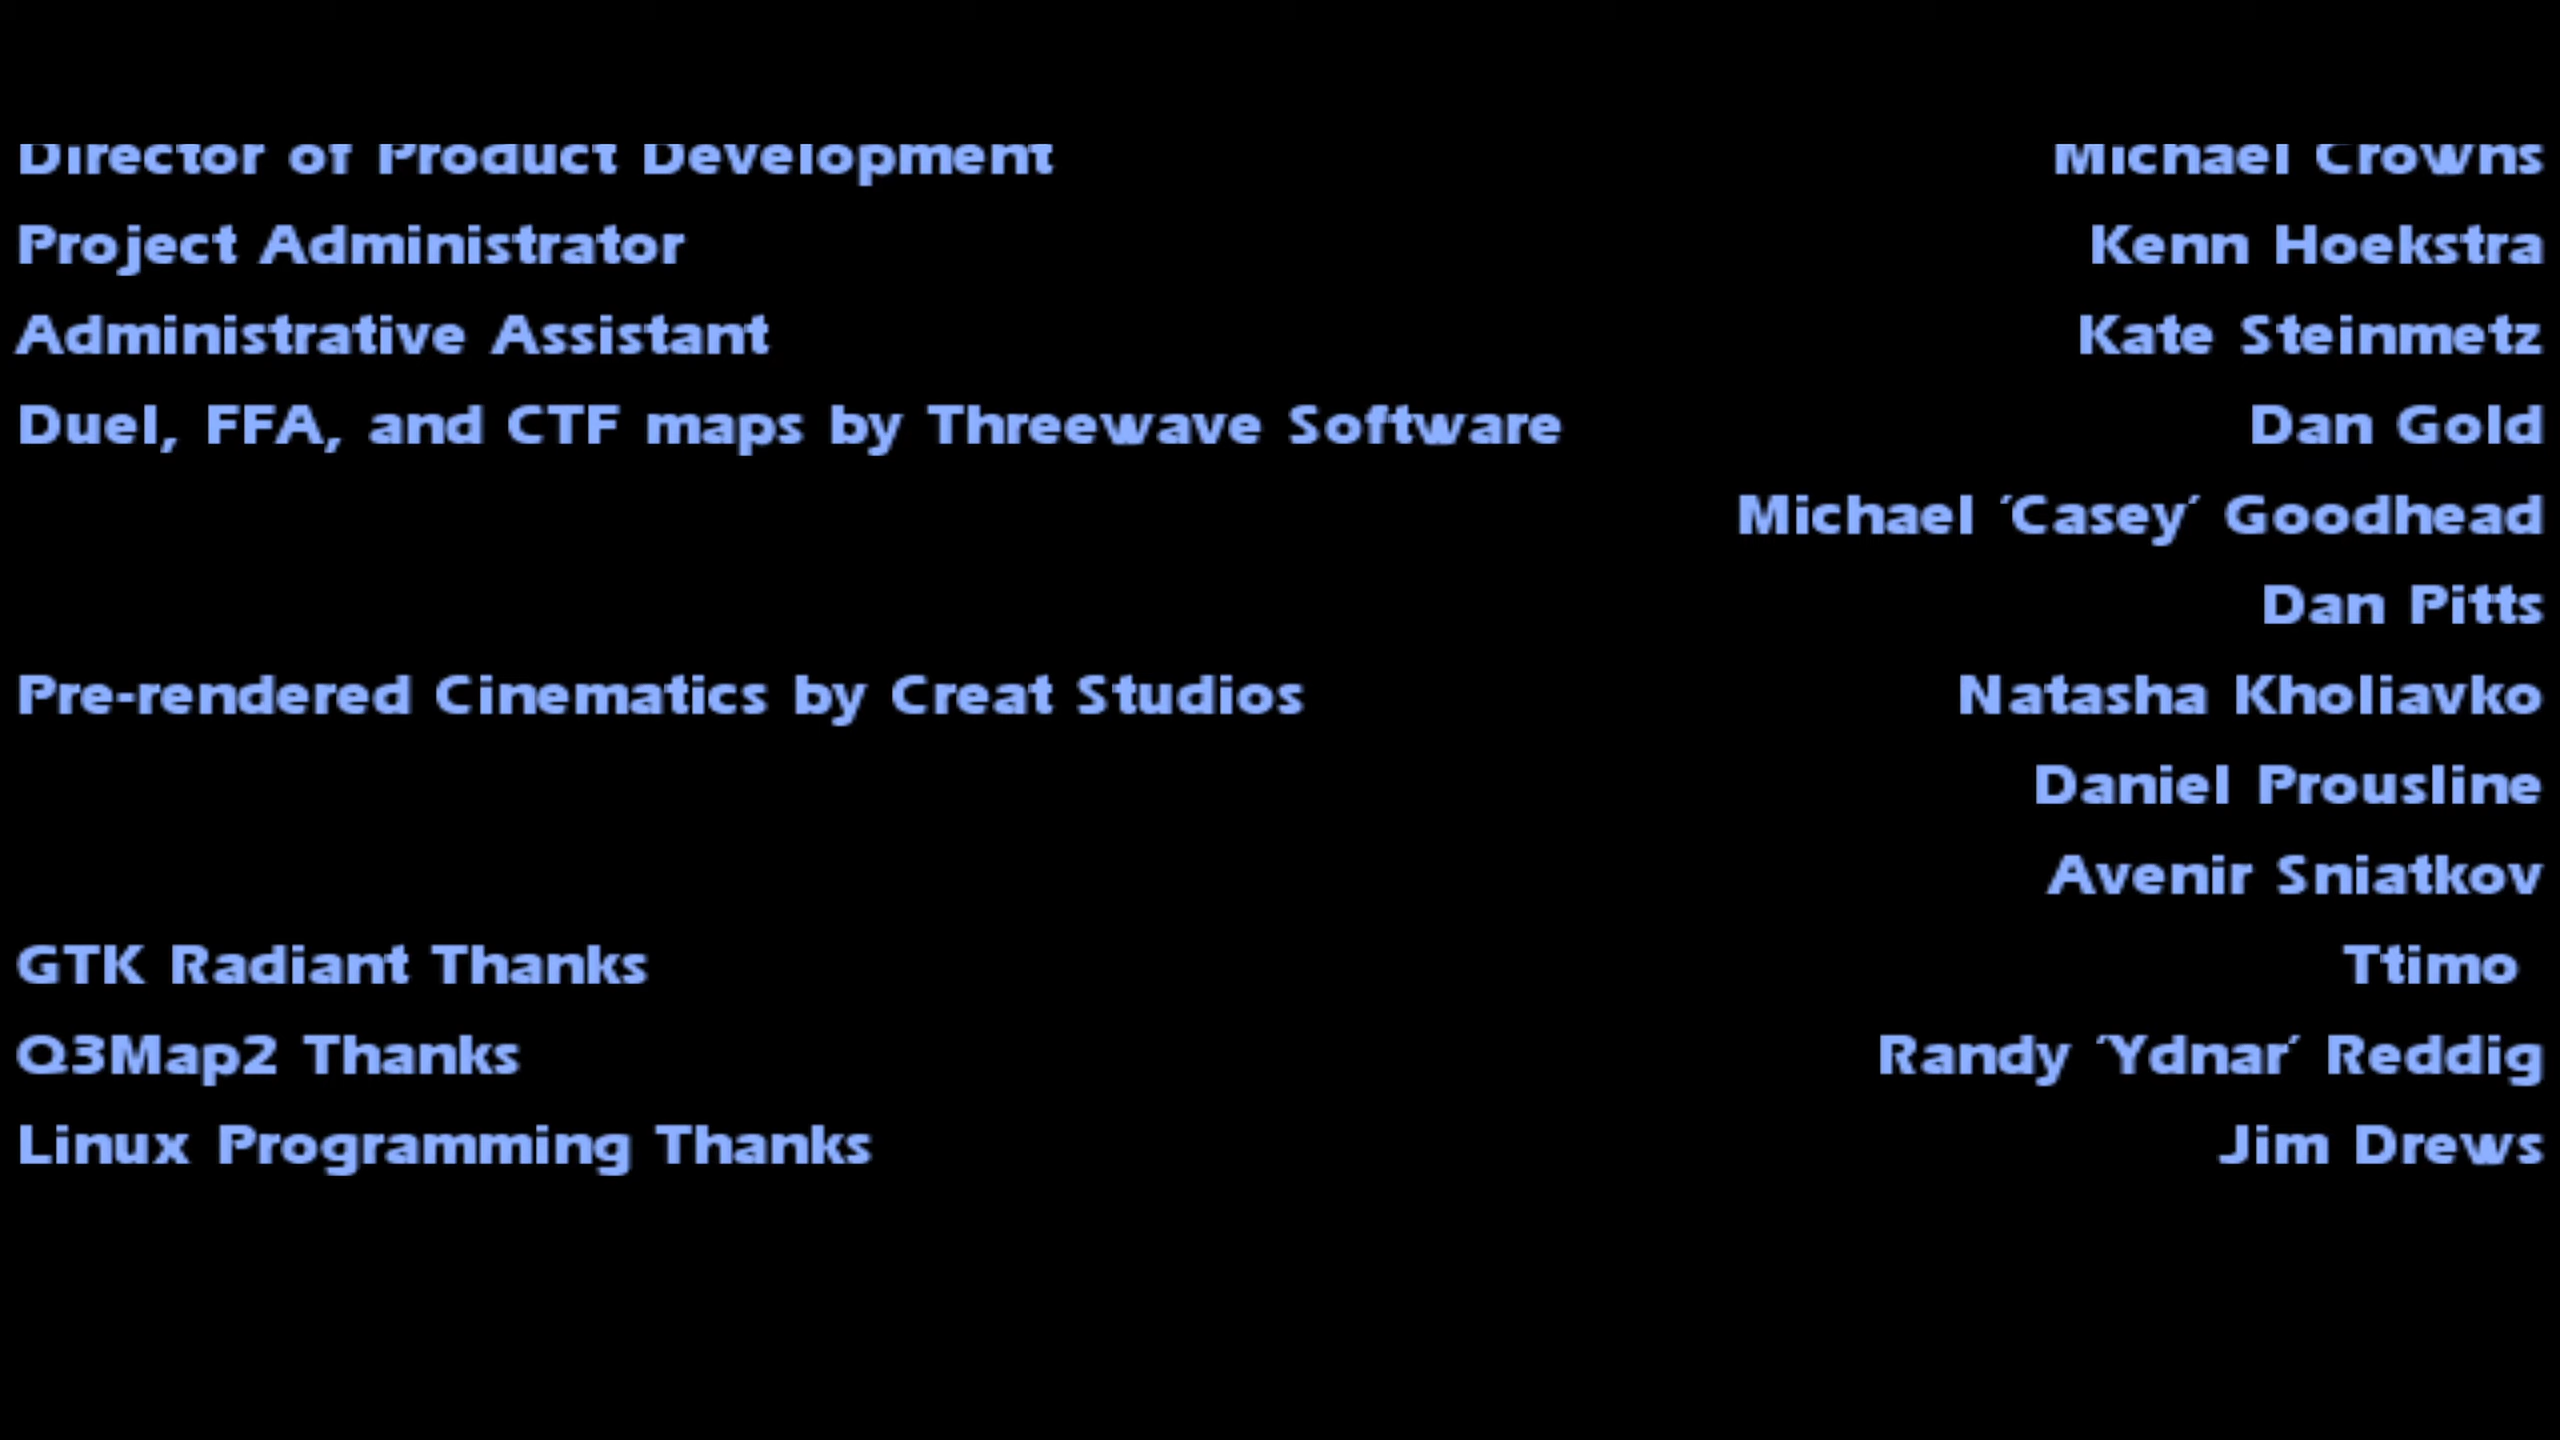 Director of Product Development Michael Crowns
Project Administrator Kenn Hoekstra
Administrative Assistant Kate Steinmetz
Duel, FFA, and CTF maps by Threewave Software Dan Gold
Michael 'Casey' Goodhead
Dan Pitts
Pre-rendered Cinematics by Creat Studios Natasha Kholiavko
Daniel Prousline
Avenir Sniatkov
GTK Radiant Thanks Ttimo
Q3Map2 Thanks Randy 'Ydnar' Reddig
Linux Programming Thanks Jim Drews